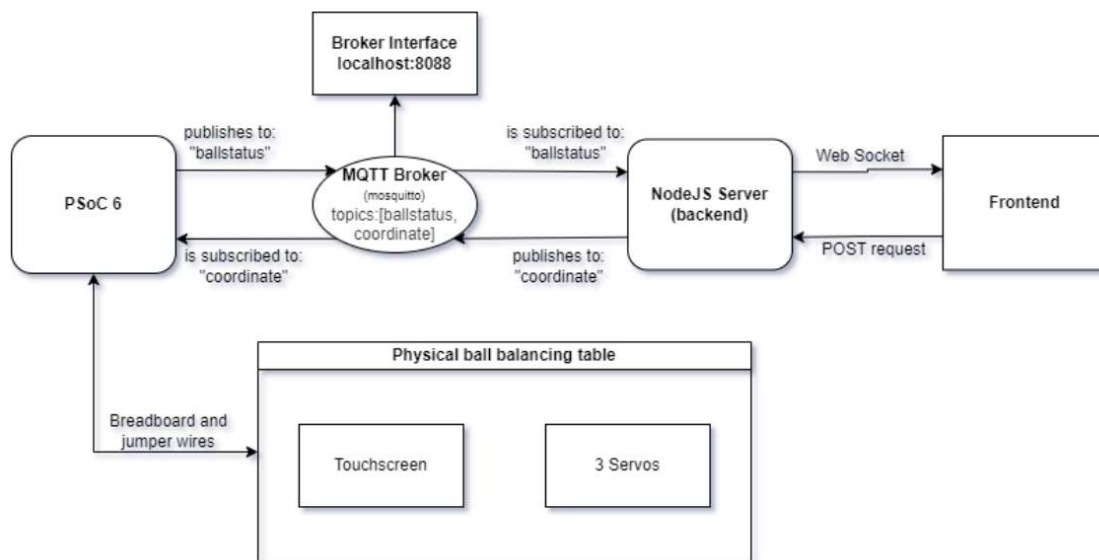 Broker Interface
localhost:8088
publishes to:
"ballstatus"
is subscribed to:
"ballstatus"
PSoC 6
MQTT Broker
(mosquitto)
topics:[ballstatus,
coordinate]
NodeJS Server
(backend)
Web Socket
Frontend
POST request
is subscribed to:
"coordinate"
publishes to:
"coordinate"
Physical ball balancing table
Breadboard and
jumper wires
Touchscreen
3 Servos